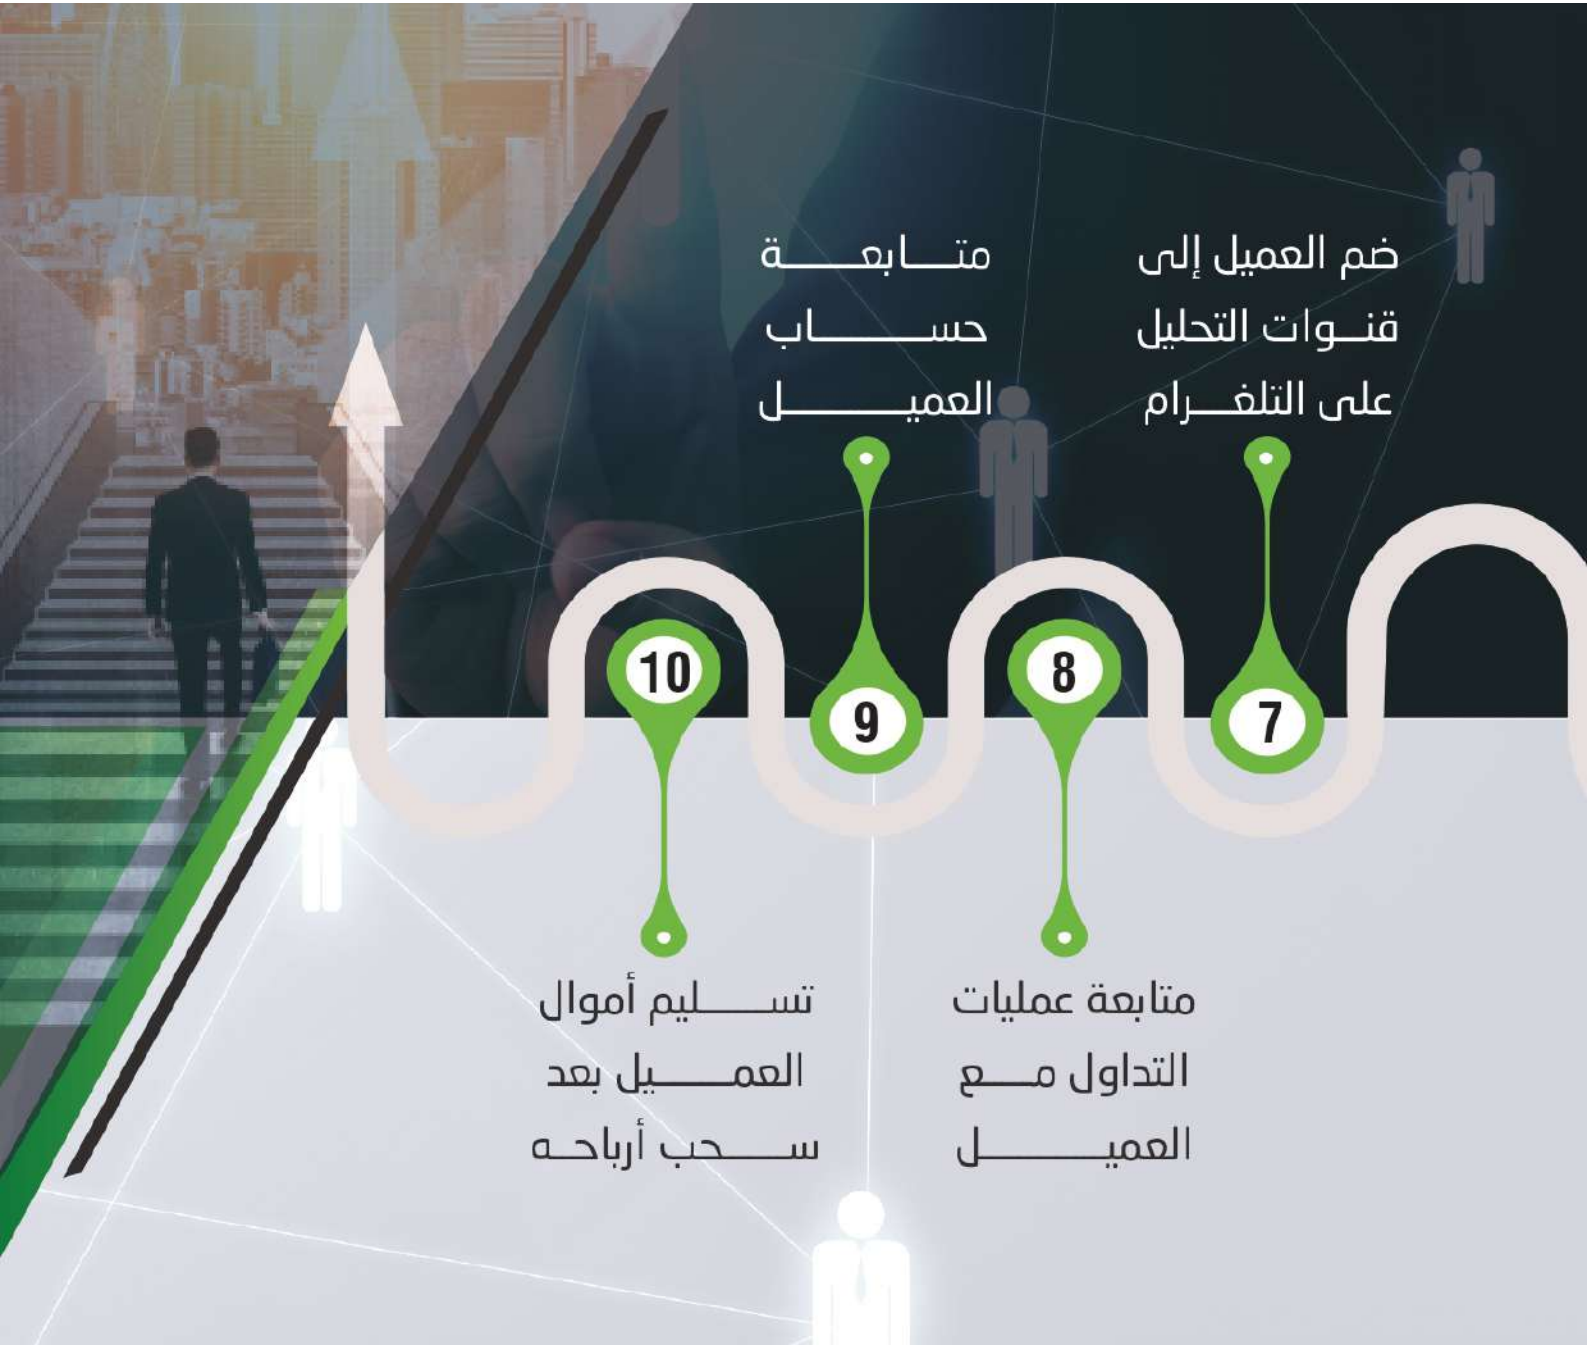 ضم العميل إلى
قنوات التحليل
على التلغرام
7
متابعة عمليات
التداول مع
العميل
8
متابعة
حساب
العميل
9
تسليم أموال
العميل بعد
سحب أرباحه
10